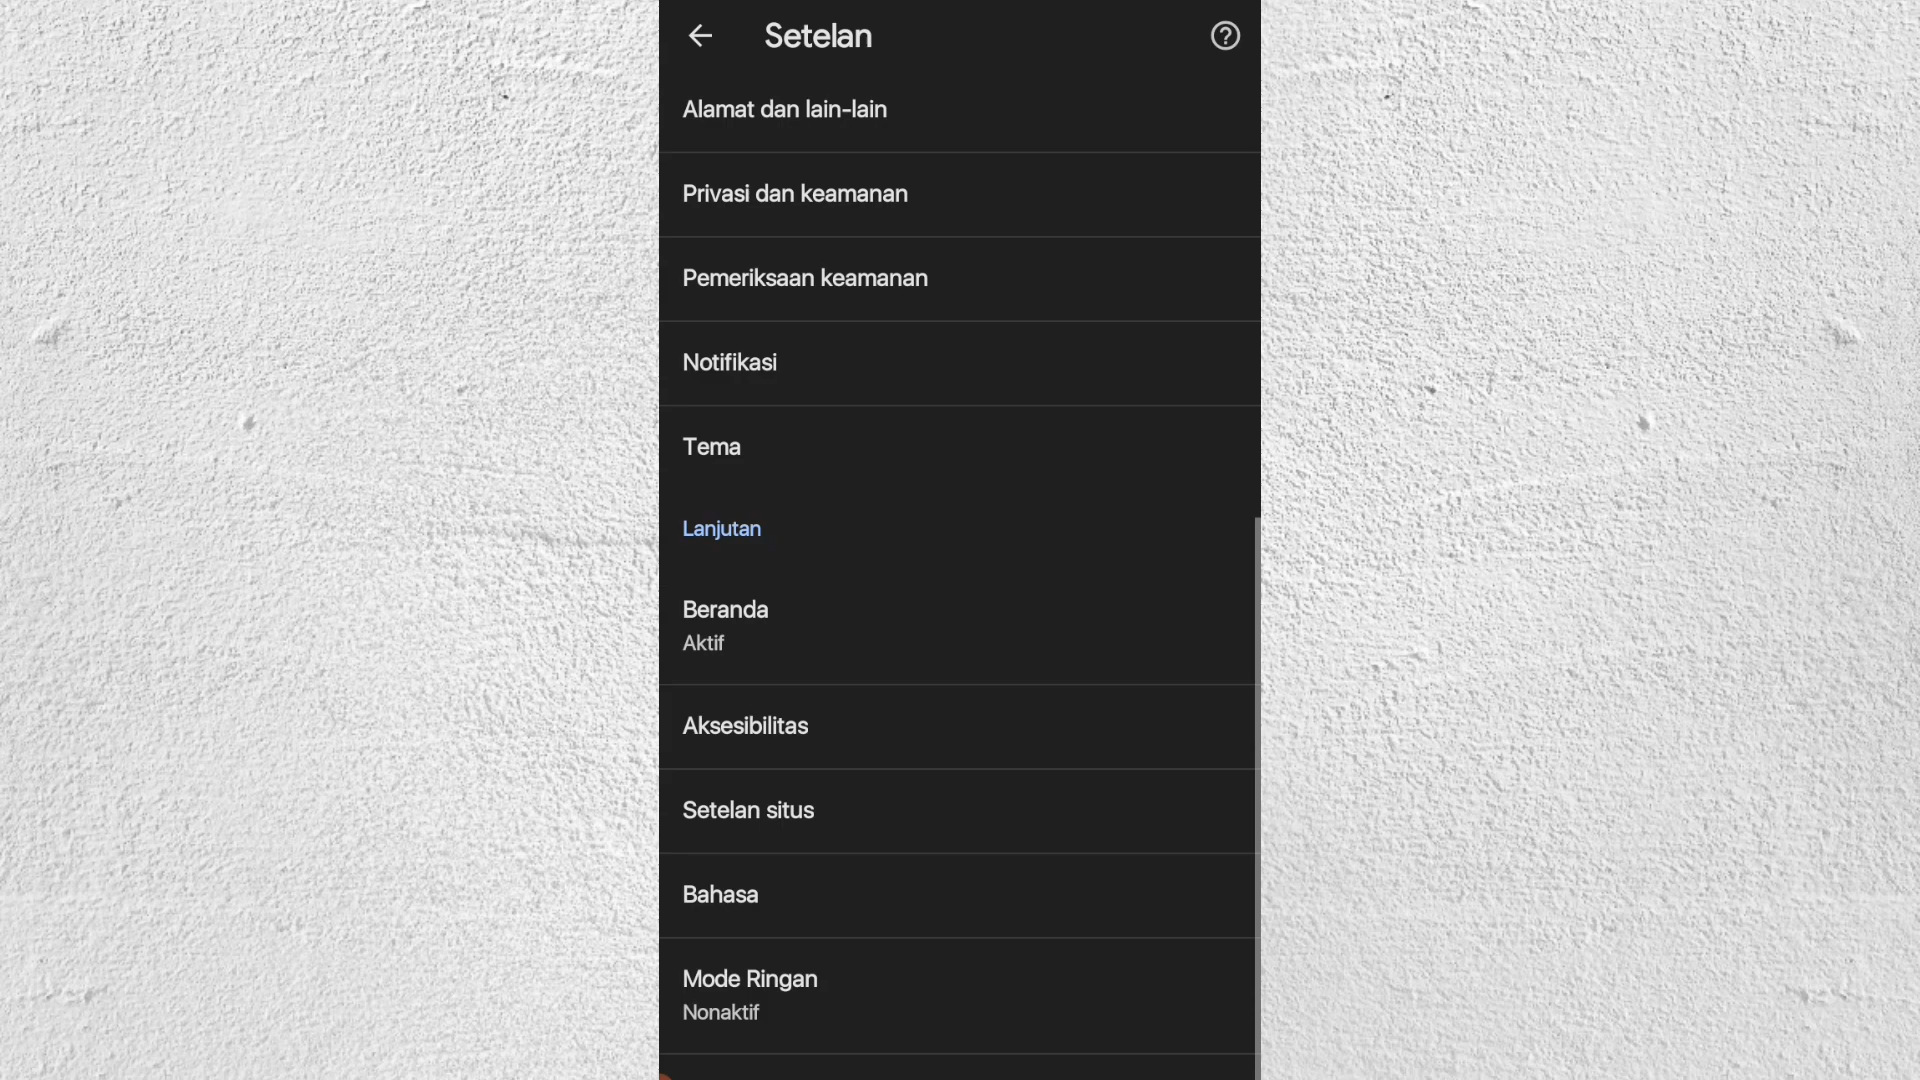 Setelan
Alamat dan lain-lain
Privasi dan keamanan
Pemeriksaan keamanan
Notifikasi
Tema
Lanjutan
Beranda
Aktif
Aksesibilitas
Setelan situs
Bahasa
Mode Ringan
Nonaktif